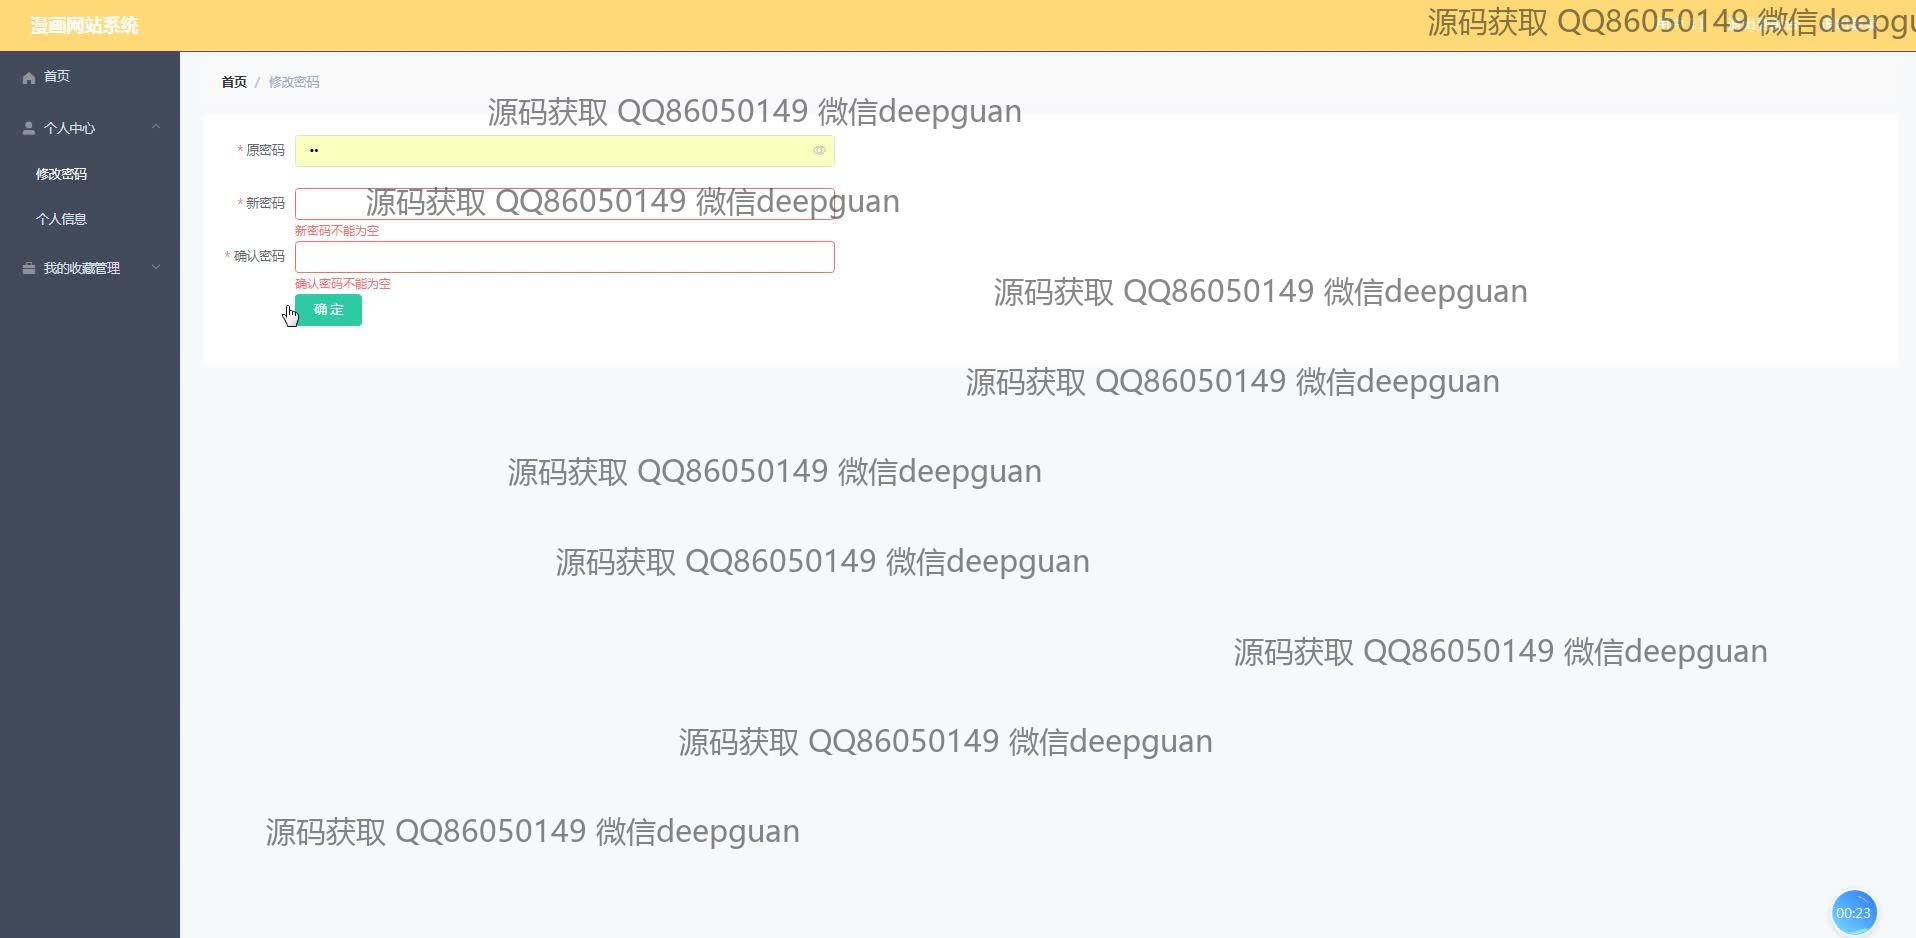 漫画网站系统
源码获取 QQ86050149 微信deepgu
首页
个人中心
修改密码
个人信息
我的收藏管理
首页 / 修改密码
源码获取 QQ86050149 微信deepguan
* 原密码 ••
* 新密码
源码获取 QQ86050149 微信deepguan
新密码不能为空
* 确认密码
确认密码不能为空
源码获取 QQ86050149 微信deepguan
确定
源码获取 QQ86050149 微信deepguan
源码获取 QQ86050149 微信deepguan
源码获取 QQ86050149 微信deepguan
源码获取 QQ86050149 微信deepguan
源码获取 QQ86050149 微信deepguan
源码获取 QQ86050149 微信deepguan
00:23